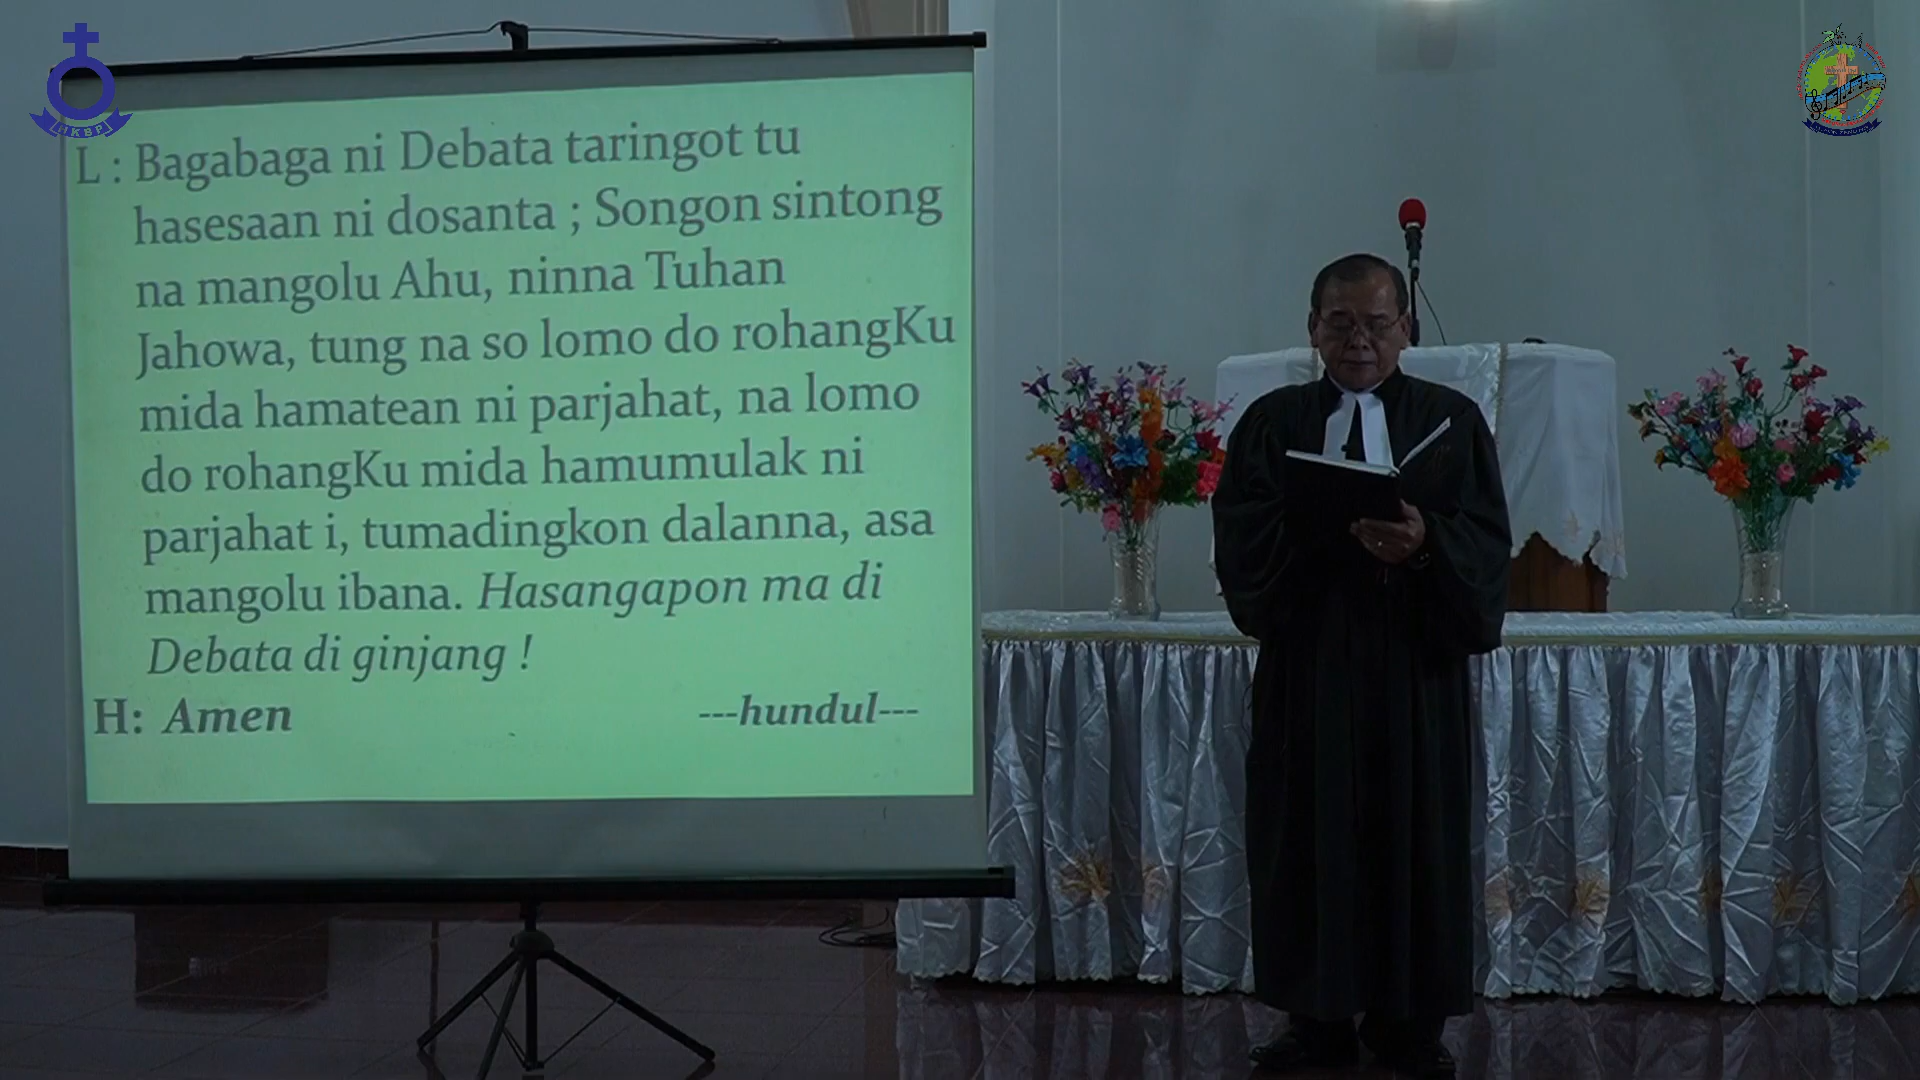 HKBP
L : Bagabaga ni Debata taringot tu
hasesaan ni dosanta ; Songon sintong
na mangolu Ahu, ninna Tuhan
Jahowa, tung na so lomo do rohangKu
mida hamatean ni parjahat, na lomo
do rohangKu mida hamumulak ni
parjahat i, tumadingkon dalanna, asa
mangolu ibana. Hasangapon ma di
Debata di ginjang !
H: Amen ---hundul---